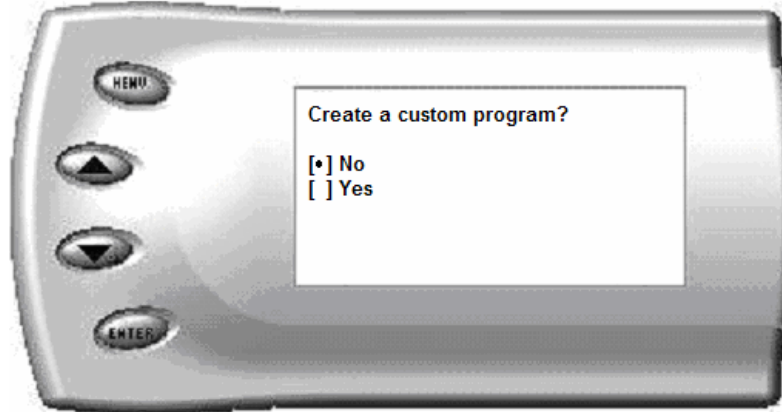 MENU
Create a custom program?
[•] No
[ ] Yes
ENTER